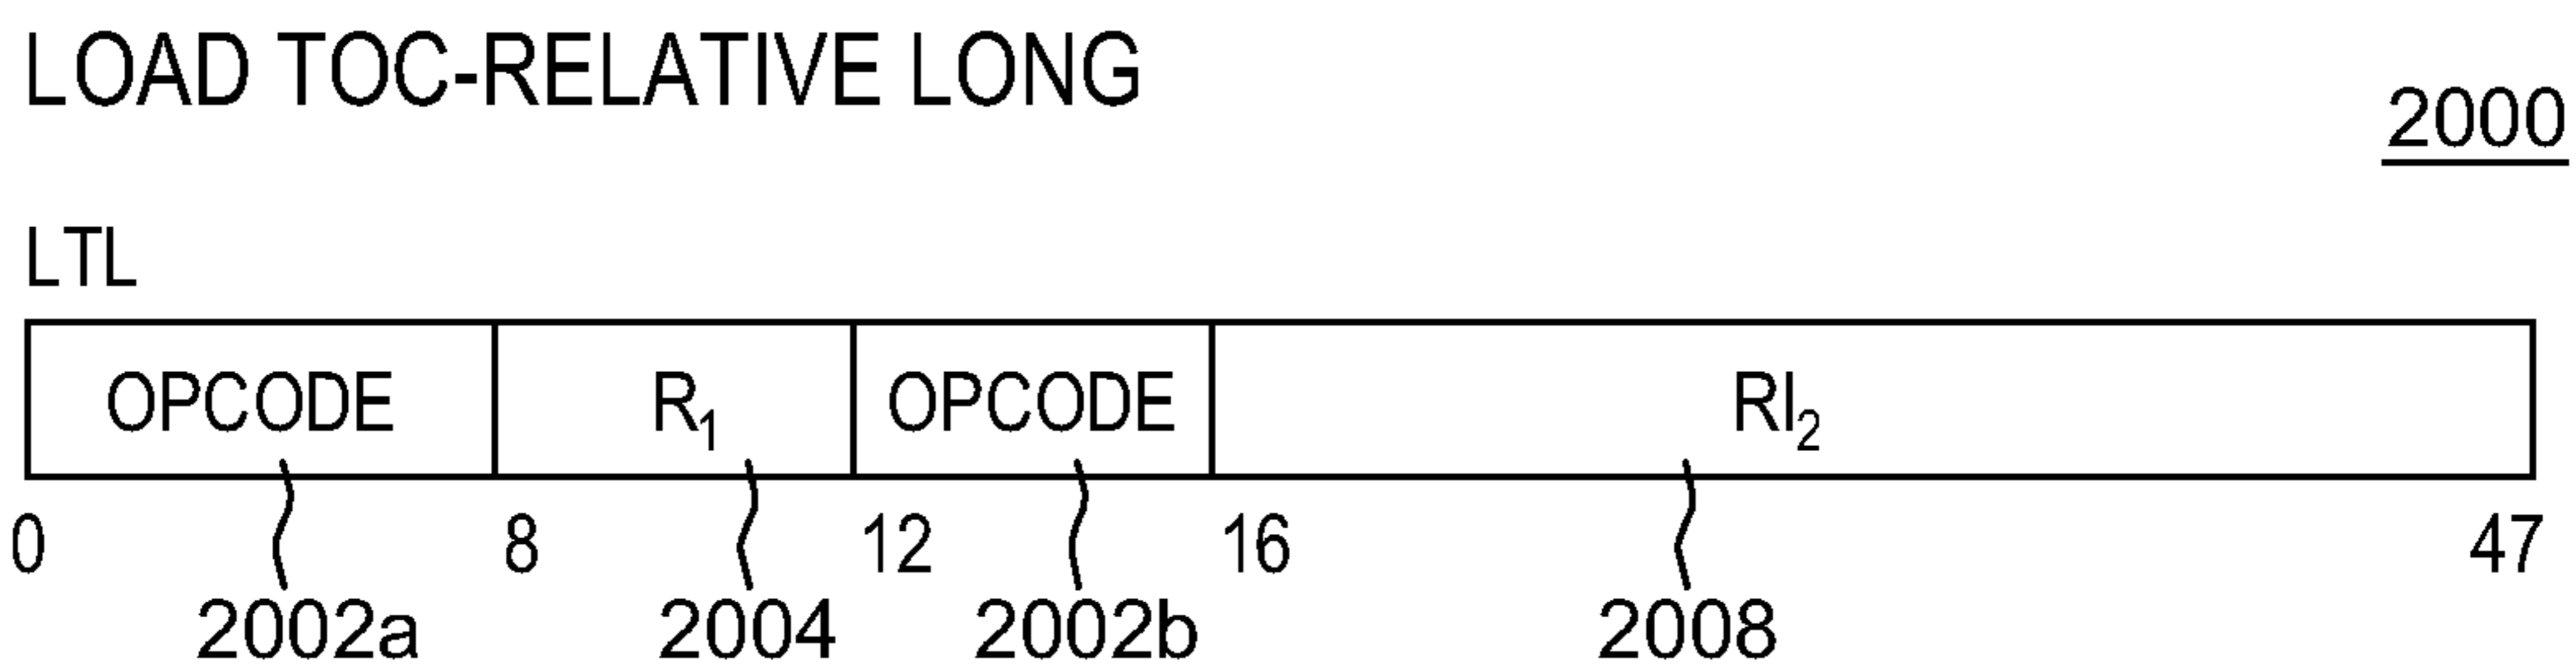 LOAD TOC-RELATIVE LONG
2000
LTL
OPCODE R₁ OPCODE RI₂
0 8 12 16 47
2002a 2004 2002b 2008